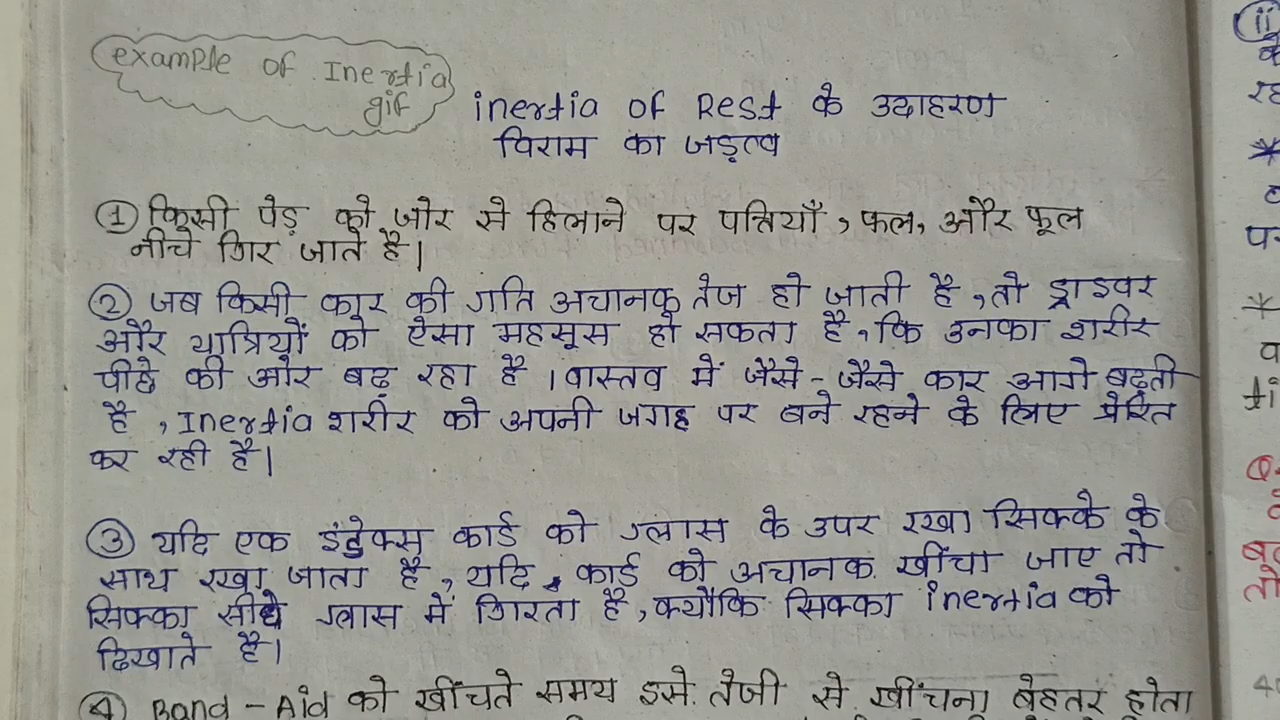 example of Inertia
gif
inertia of Rest के उदाहरण
विराम का जड़त्व
① किसी पेड़ को जोर से हिलाने पर पत्तियाँ, फल, और फूल
नीचे गिर जाते है।
② जब किसी कार की गति अचानक तेज हो जाती है, तो ड्राइवर
और यात्रियों को ऐसा महसूस हो सकता है, कि उनका शरीर
पीछे की ओर बढ़ रहा है । वास्तव में जैसे-जैसे कार आगे बढ़ती
है, Inertia शरीर को अपनी जगह पर बने रहने के लिए प्रेरित
कर रही है।
③ यदि एक इंडेक्स कार्ड को ग्लास के उपर रखा सिक्के के
साथ रखा जाता है, यदि कार्ड को अचानक खींचा जाए तो
सिक्का सीधे ग्लास में गिरता है, क्योंकि सिक्का inertia को
दिखाते है।
④ Band-Aid को खींचते समय इसे तेजी से खींचना बेहतर होता